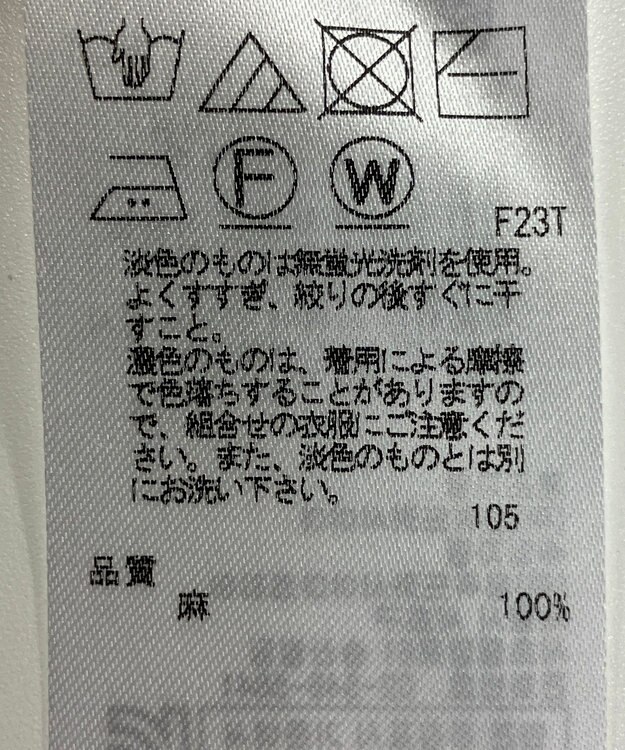 F W
F23T
淡色のものは無蛍光洗剤を使用。
よくすすぎ、絞りの後すぐに干
すこと。
濃色のものは、着用による摩擦
で色落ちすることがありますの
で、組合せの衣服にご注意くだ
さい。また、淡色のものとは別
にお洗い下さい。
105
品質
麻 100%